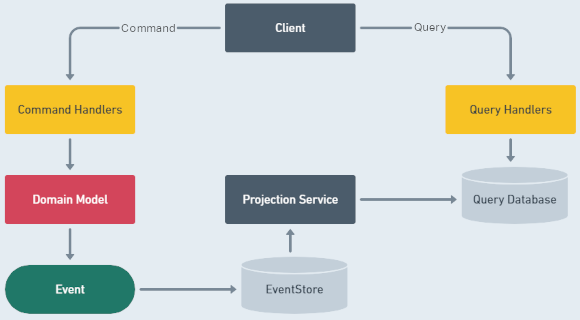 Command
Client
Query
Command Handlers
Query Handlers
Domain Model
Projection Service
Query Database
Event
EventStore